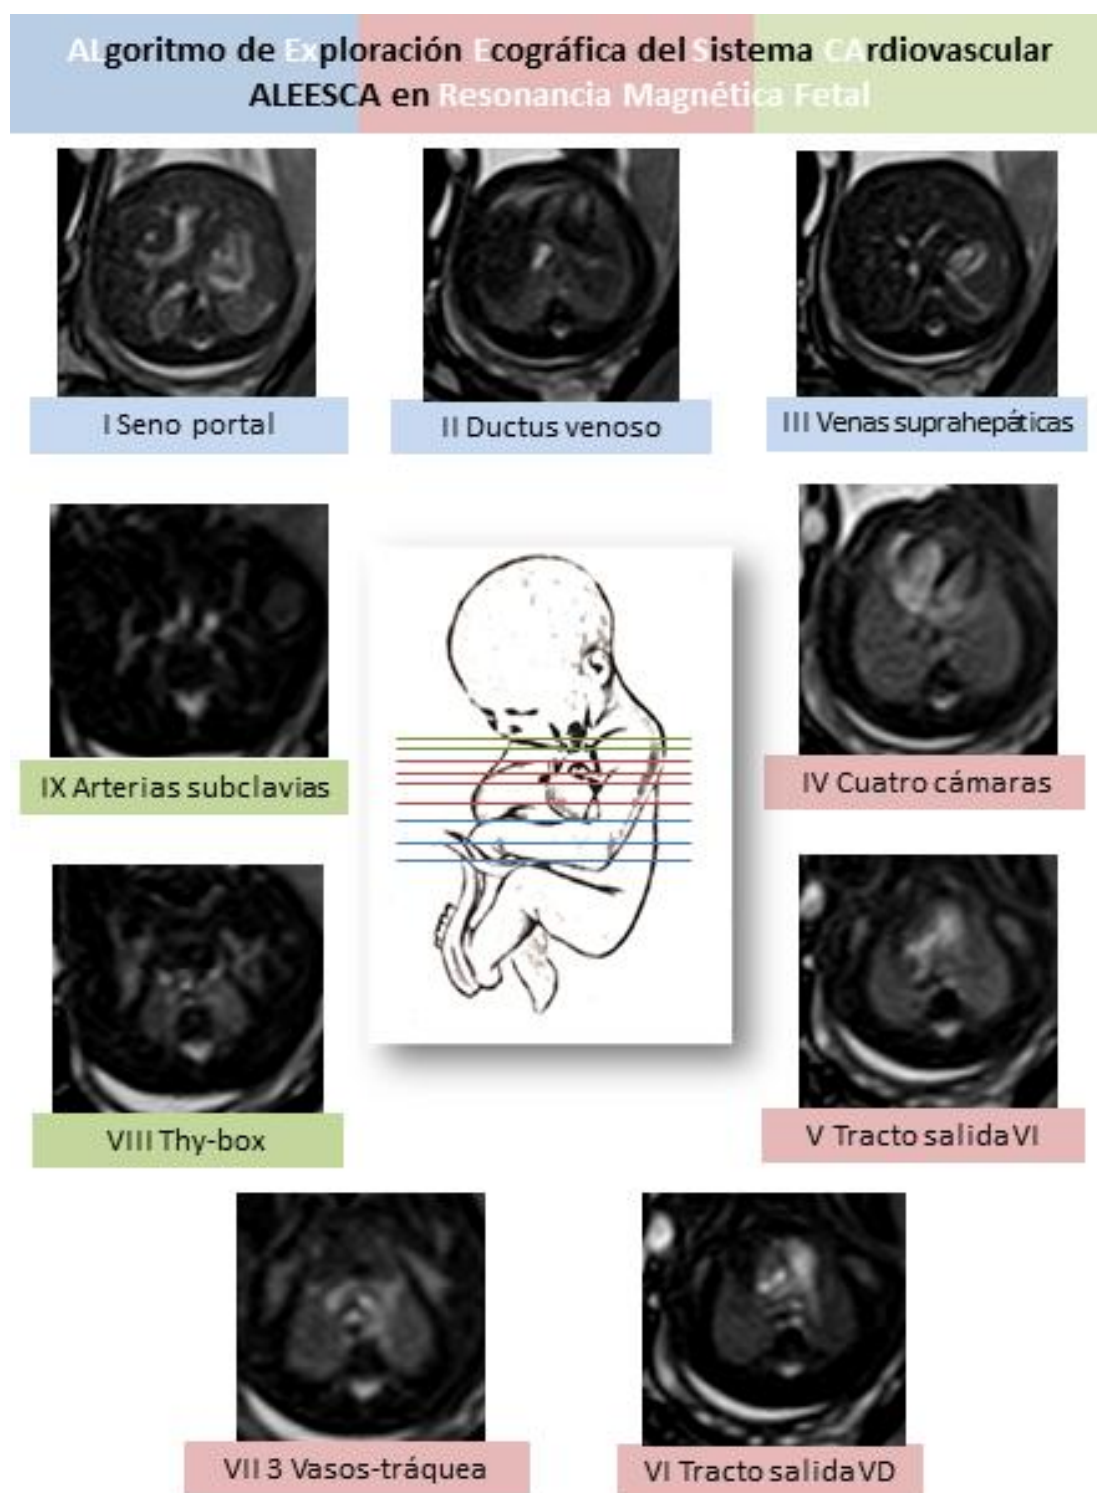 ALgoritmo de Exploración Ecográfica del Sistema CArdiovascular
ALEESCA en Resonancia Magnética Fetal
I Seno portal
II Ductus venoso
III Venas suprahepáticas
IV Cuatro cámaras
V Tracto salida VI
VI Tracto salida VD
VII 3 Vasos-tráquea
VIII Thy-box
IX Arterias subclavias